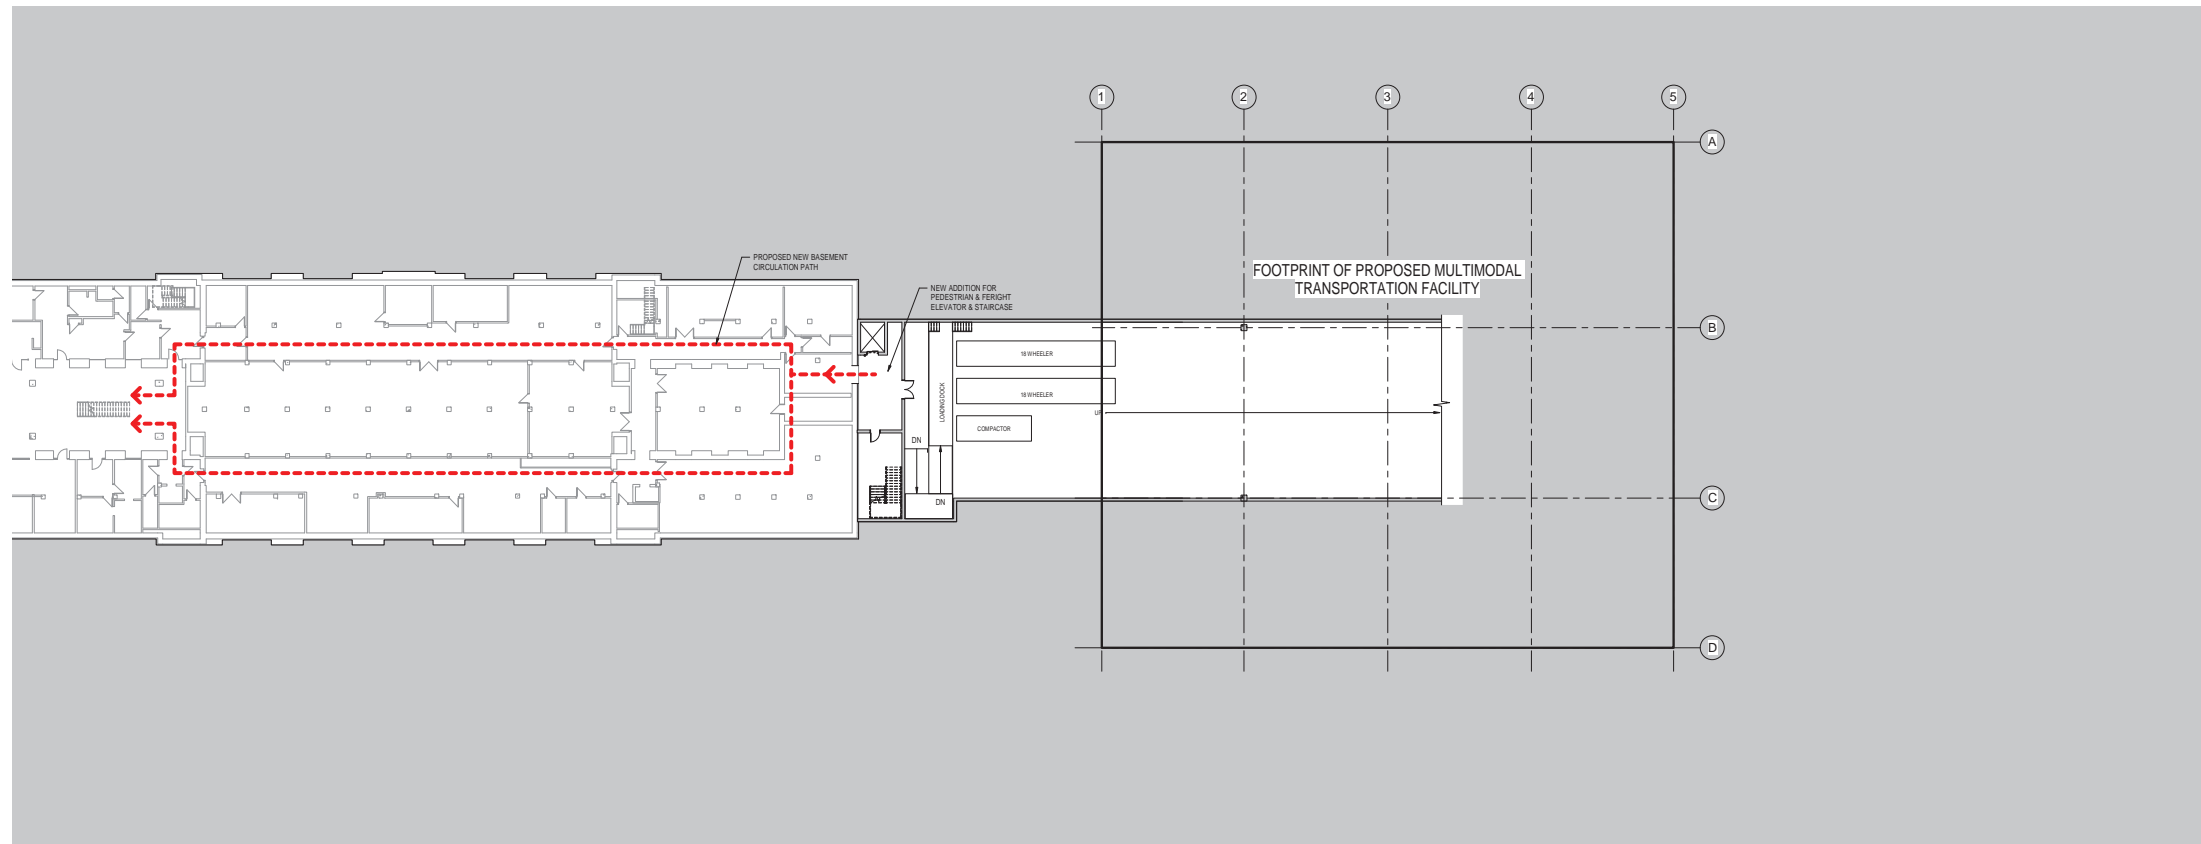 1 2 3 4 5
A
PROPOSED NEW BASEMENT
CIRCULATION PATH
FOOTPRINT OF PROPOSED MULTIMODAL
TRANSPORTATION FACILITY
NEW ADDITION FOR
PEDESTRIAN & FERIGHT
ELEVATOR & STAIRCASE
B
18 WHEELER
18 WHEELER
LOADING DOCK
UP
COMPACTOR
DN
DN
C
D